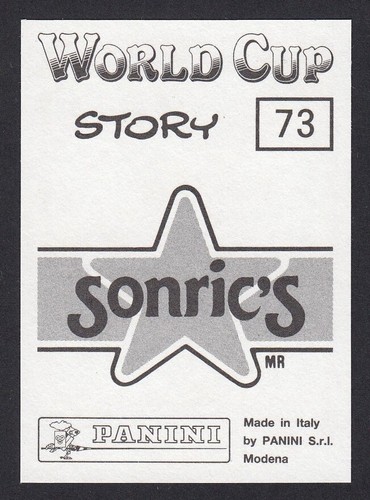 WORLD CUP
STORY 73
sonric's
MR
PANINI
Made in Italy
by PANINI S.r.l.
Modena